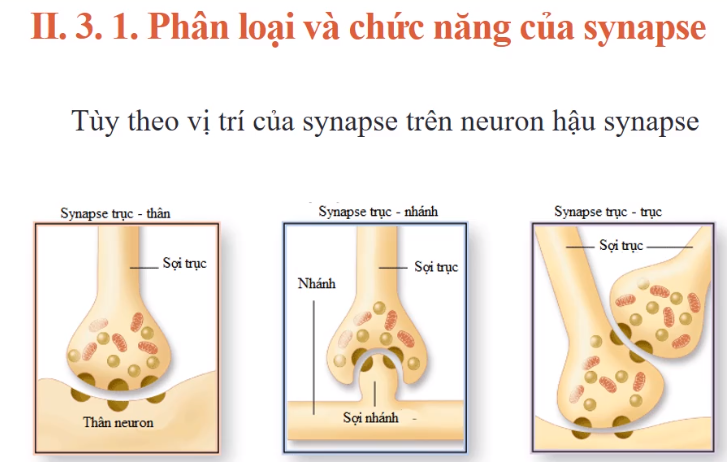 II. 3. 1. Phân loại và chức năng của synapse
Tùy theo vị trí của synapse trên neuron hậu synapse
Synapse trục - thân
Sợi trục
Thân neuron
Synapse trục - nhánh
Sợi trục
Nhánh
Sợi nhánh
Synapse trục - trục
Sợi trục